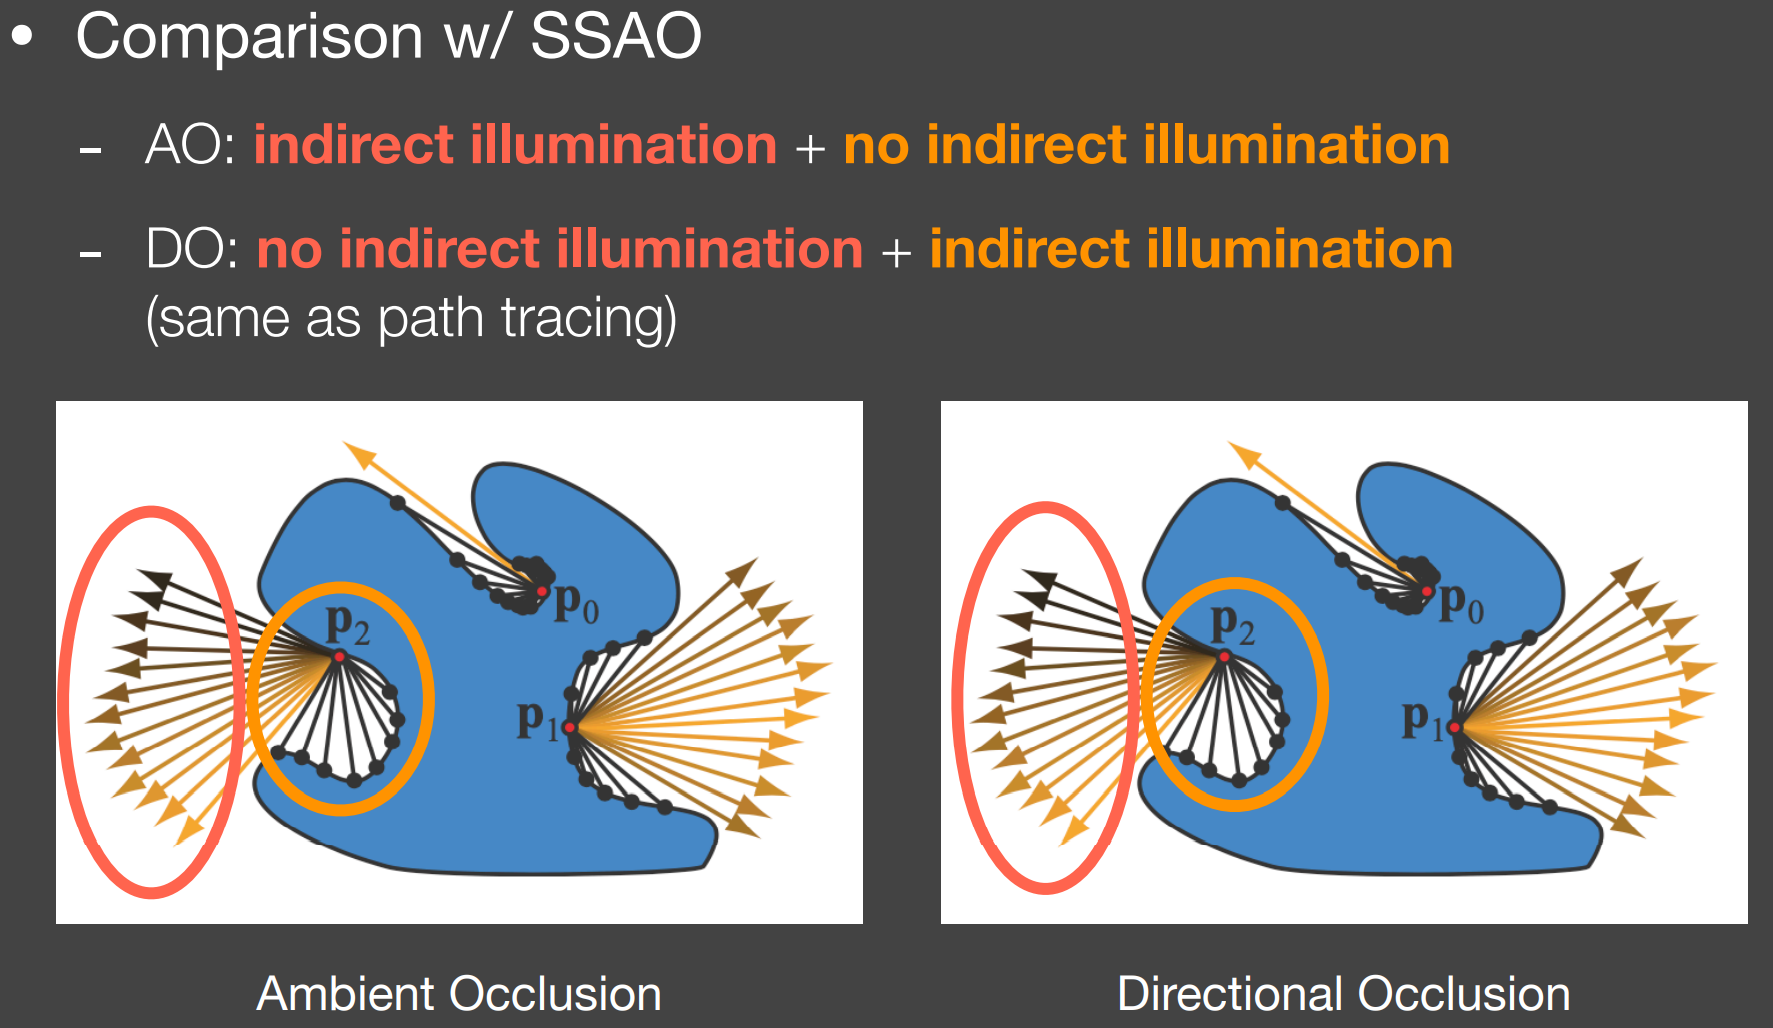 • Comparison w/ SSAO
- AO: indirect illumination + no indirect illumination
- DO: no indirect illumination + indirect illumination
(same as path tracing)
p0
p2
p1
p0
p2
p1
Ambient Occlusion
Directional Occlusion